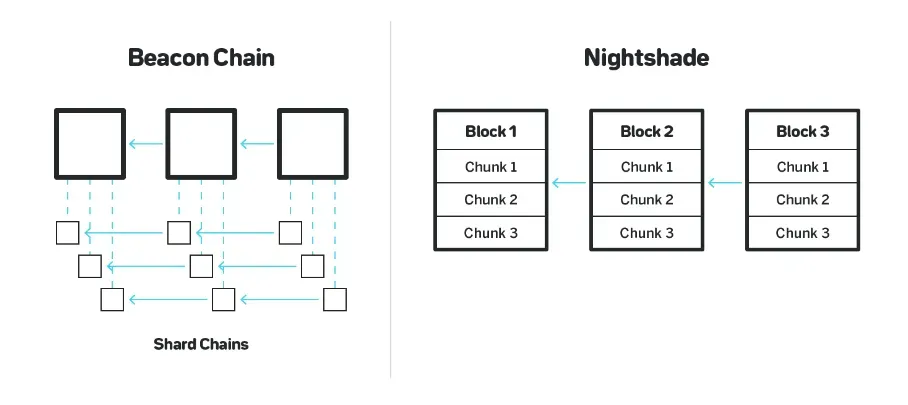 Beacon Chain
Shard Chains
Nightshade
Block 1
Chunk 1
Chunk 2
Chunk 3
Block 2
Chunk 1
Chunk 2
Chunk 3
Block 3
Chunk 1
Chunk 2
Chunk 3